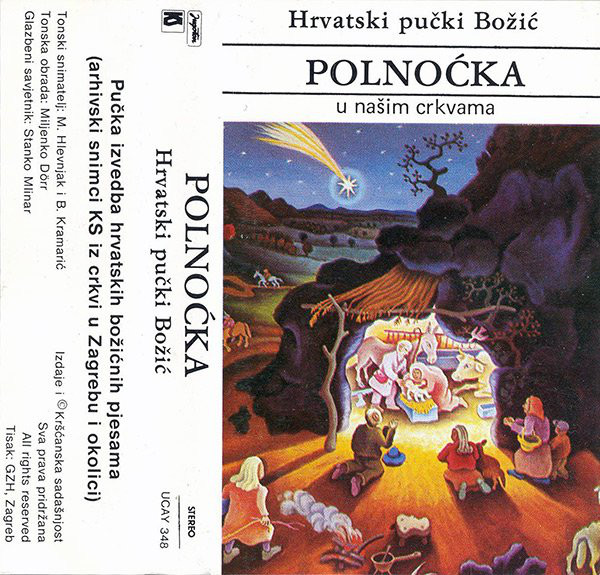 Hrvatski pučki Božić
POLNOĆKA
u našim crkvama
POLNOĆKA
Hrvatski pučki Božić
STEREO
UCAY 348
Jugoton
KS
Pučka izvedba hrvatskih božićnih pjesama
(arhivski snimci KS iz crkvi u Zagrebu i okolici)
Tonski snimatelj: M. Hlevnjak i B. Kramarić
Tonska obrada: Miljenko Dörr
Glazbeni savjetnik: Stanko Mlinar
Izdaje i © Kršćanska sadašnjost
Sva prava pridržana
All rights reserved
Tisak: GZH, Zagreb